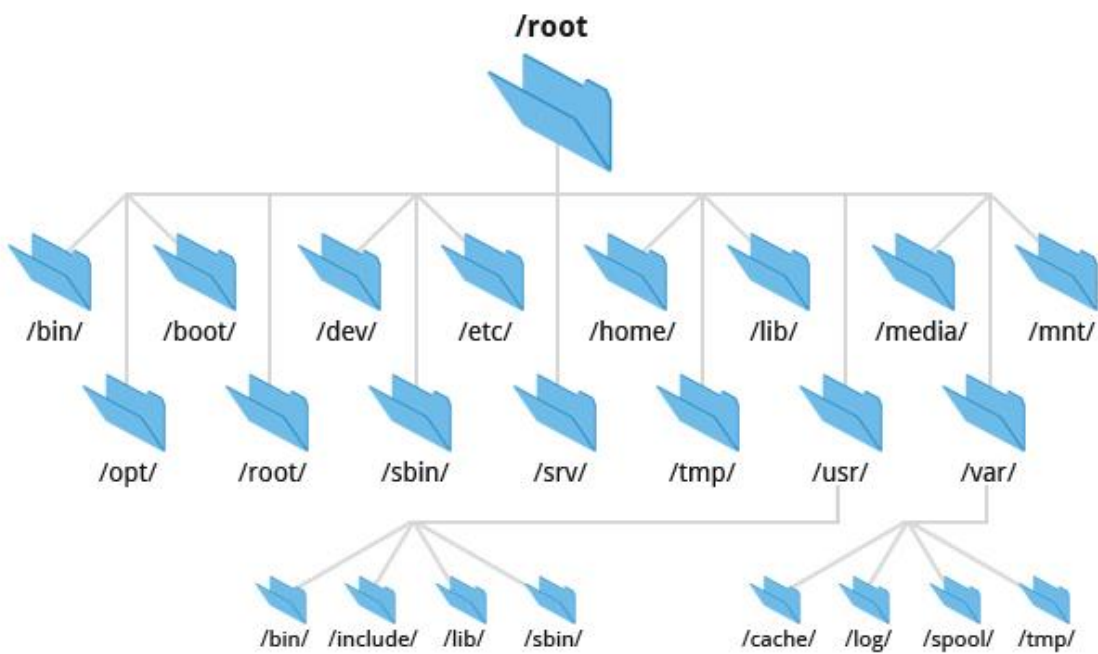 /root
/bin/ /boot/ /dev/ /etc/ /home/ /lib/ /media/ /mnt/
/opt/ /root/ /sbin/ /srv/ /tmp/ /usr/ /var/
/bin/ /include/ /lib/ /sbin/ /cache/ /log/ /spool/ /tmp/